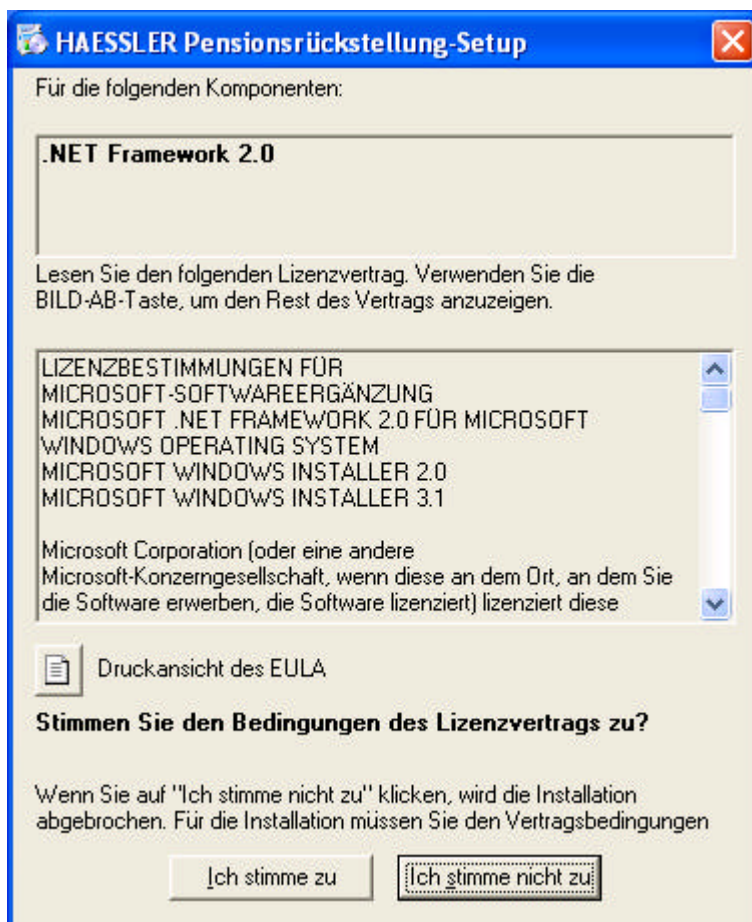 HAESSLER Pensionsrückstellung-Setup
Für die folgenden Komponenten:
.NET Framework 2.0
Lesen Sie den folgenden Lizenzvertrag. Verwenden Sie die
BILD-AB-Taste, um den Rest des Vertrags anzuzeigen.
LIZENZBESTIMMUNGEN FÜR
MICROSOFT-SOFTWAREERGÄNZUNG
MICROSOFT .NET FRAMEWORK 2.0 FÜR MICROSOFT
WINDOWS OPERATING SYSTEM
MICROSOFT WINDOWS INSTALLER 2.0
MICROSOFT WINDOWS INSTALLER 3.1
Microsoft Corporation (oder eine andere
Microsoft-Konzerngesellschaft, wenn diese an dem Ort, an dem Sie
die Software erwerben, die Software lizenziert) lizenziert diese
Druckansicht des EULA
Stimmen Sie den Bedingungen des Lizenzvertrags zu?
Wenn Sie auf "Ich stimme nicht zu" klicken, wird die Installation
abgebrochen. Für die Installation müssen Sie den Vertragsbedingungen
Ich stimme zu
Ich stimme nicht zu